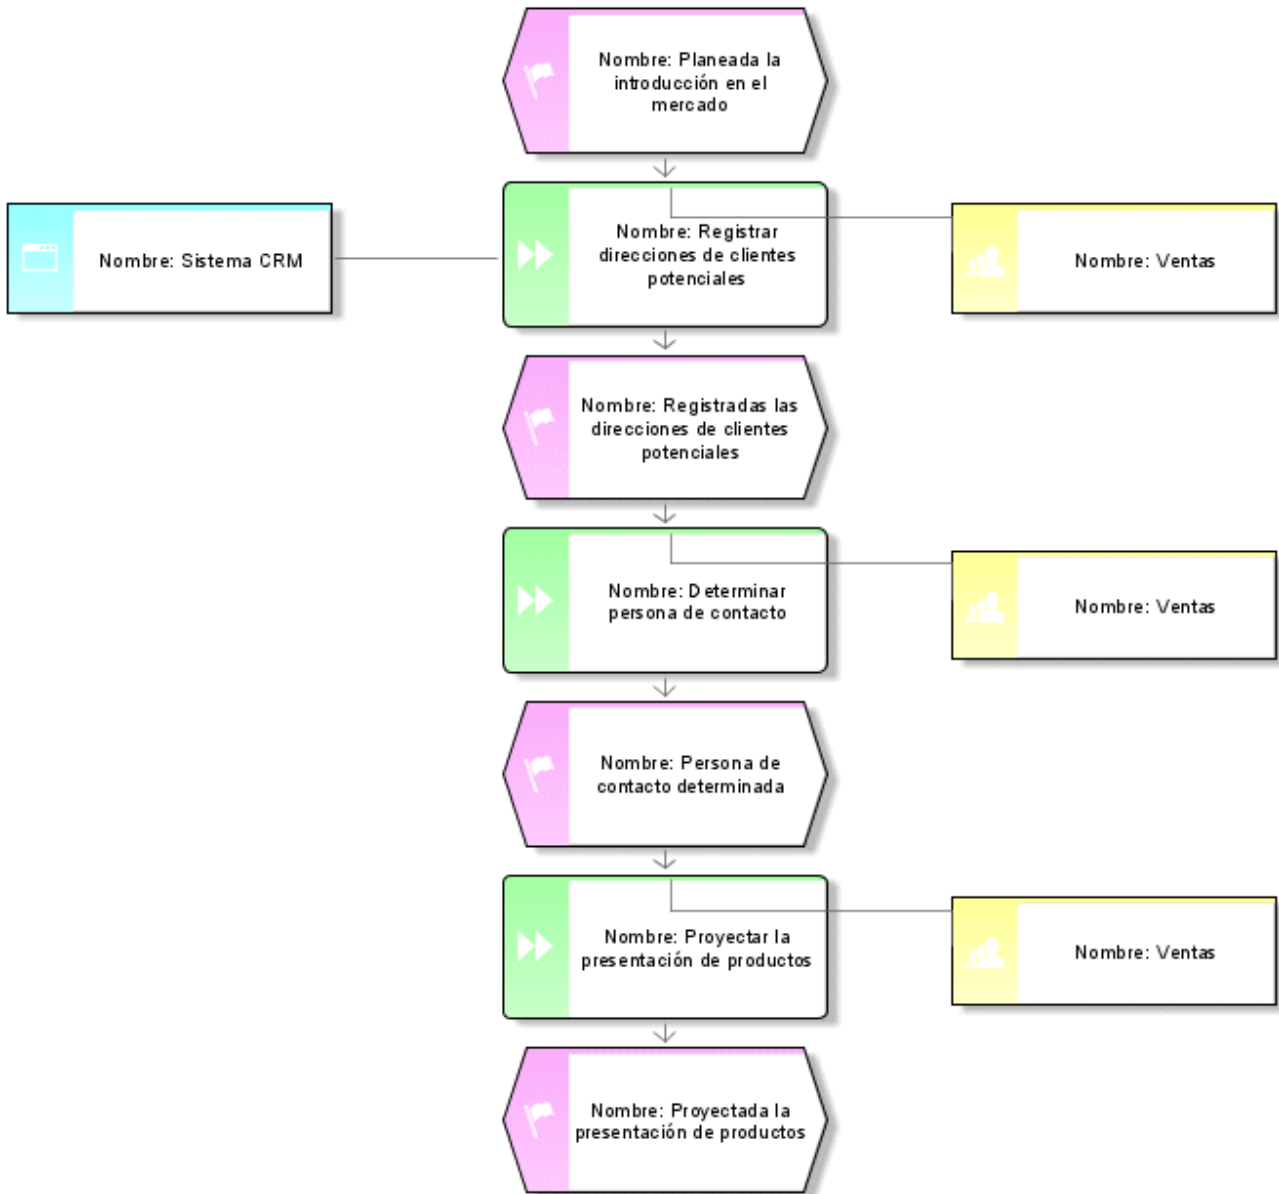 Nombre: Planeada la
introducción en el
mercado
Nombre: Sistema CRM
Nombre: Registrar
direcciones de clientes
potenciales
Nombre: Ventas
Nombre: Registradas las
direcciones de clientes
potenciales
Nombre: Determinar
persona de contacto
Nombre: Ventas
Nombre: Persona de
contacto determinada
Nombre: Proyectar la
presentación de productos
Nombre: Ventas
Nombre: Proyectada la
presentación de productos